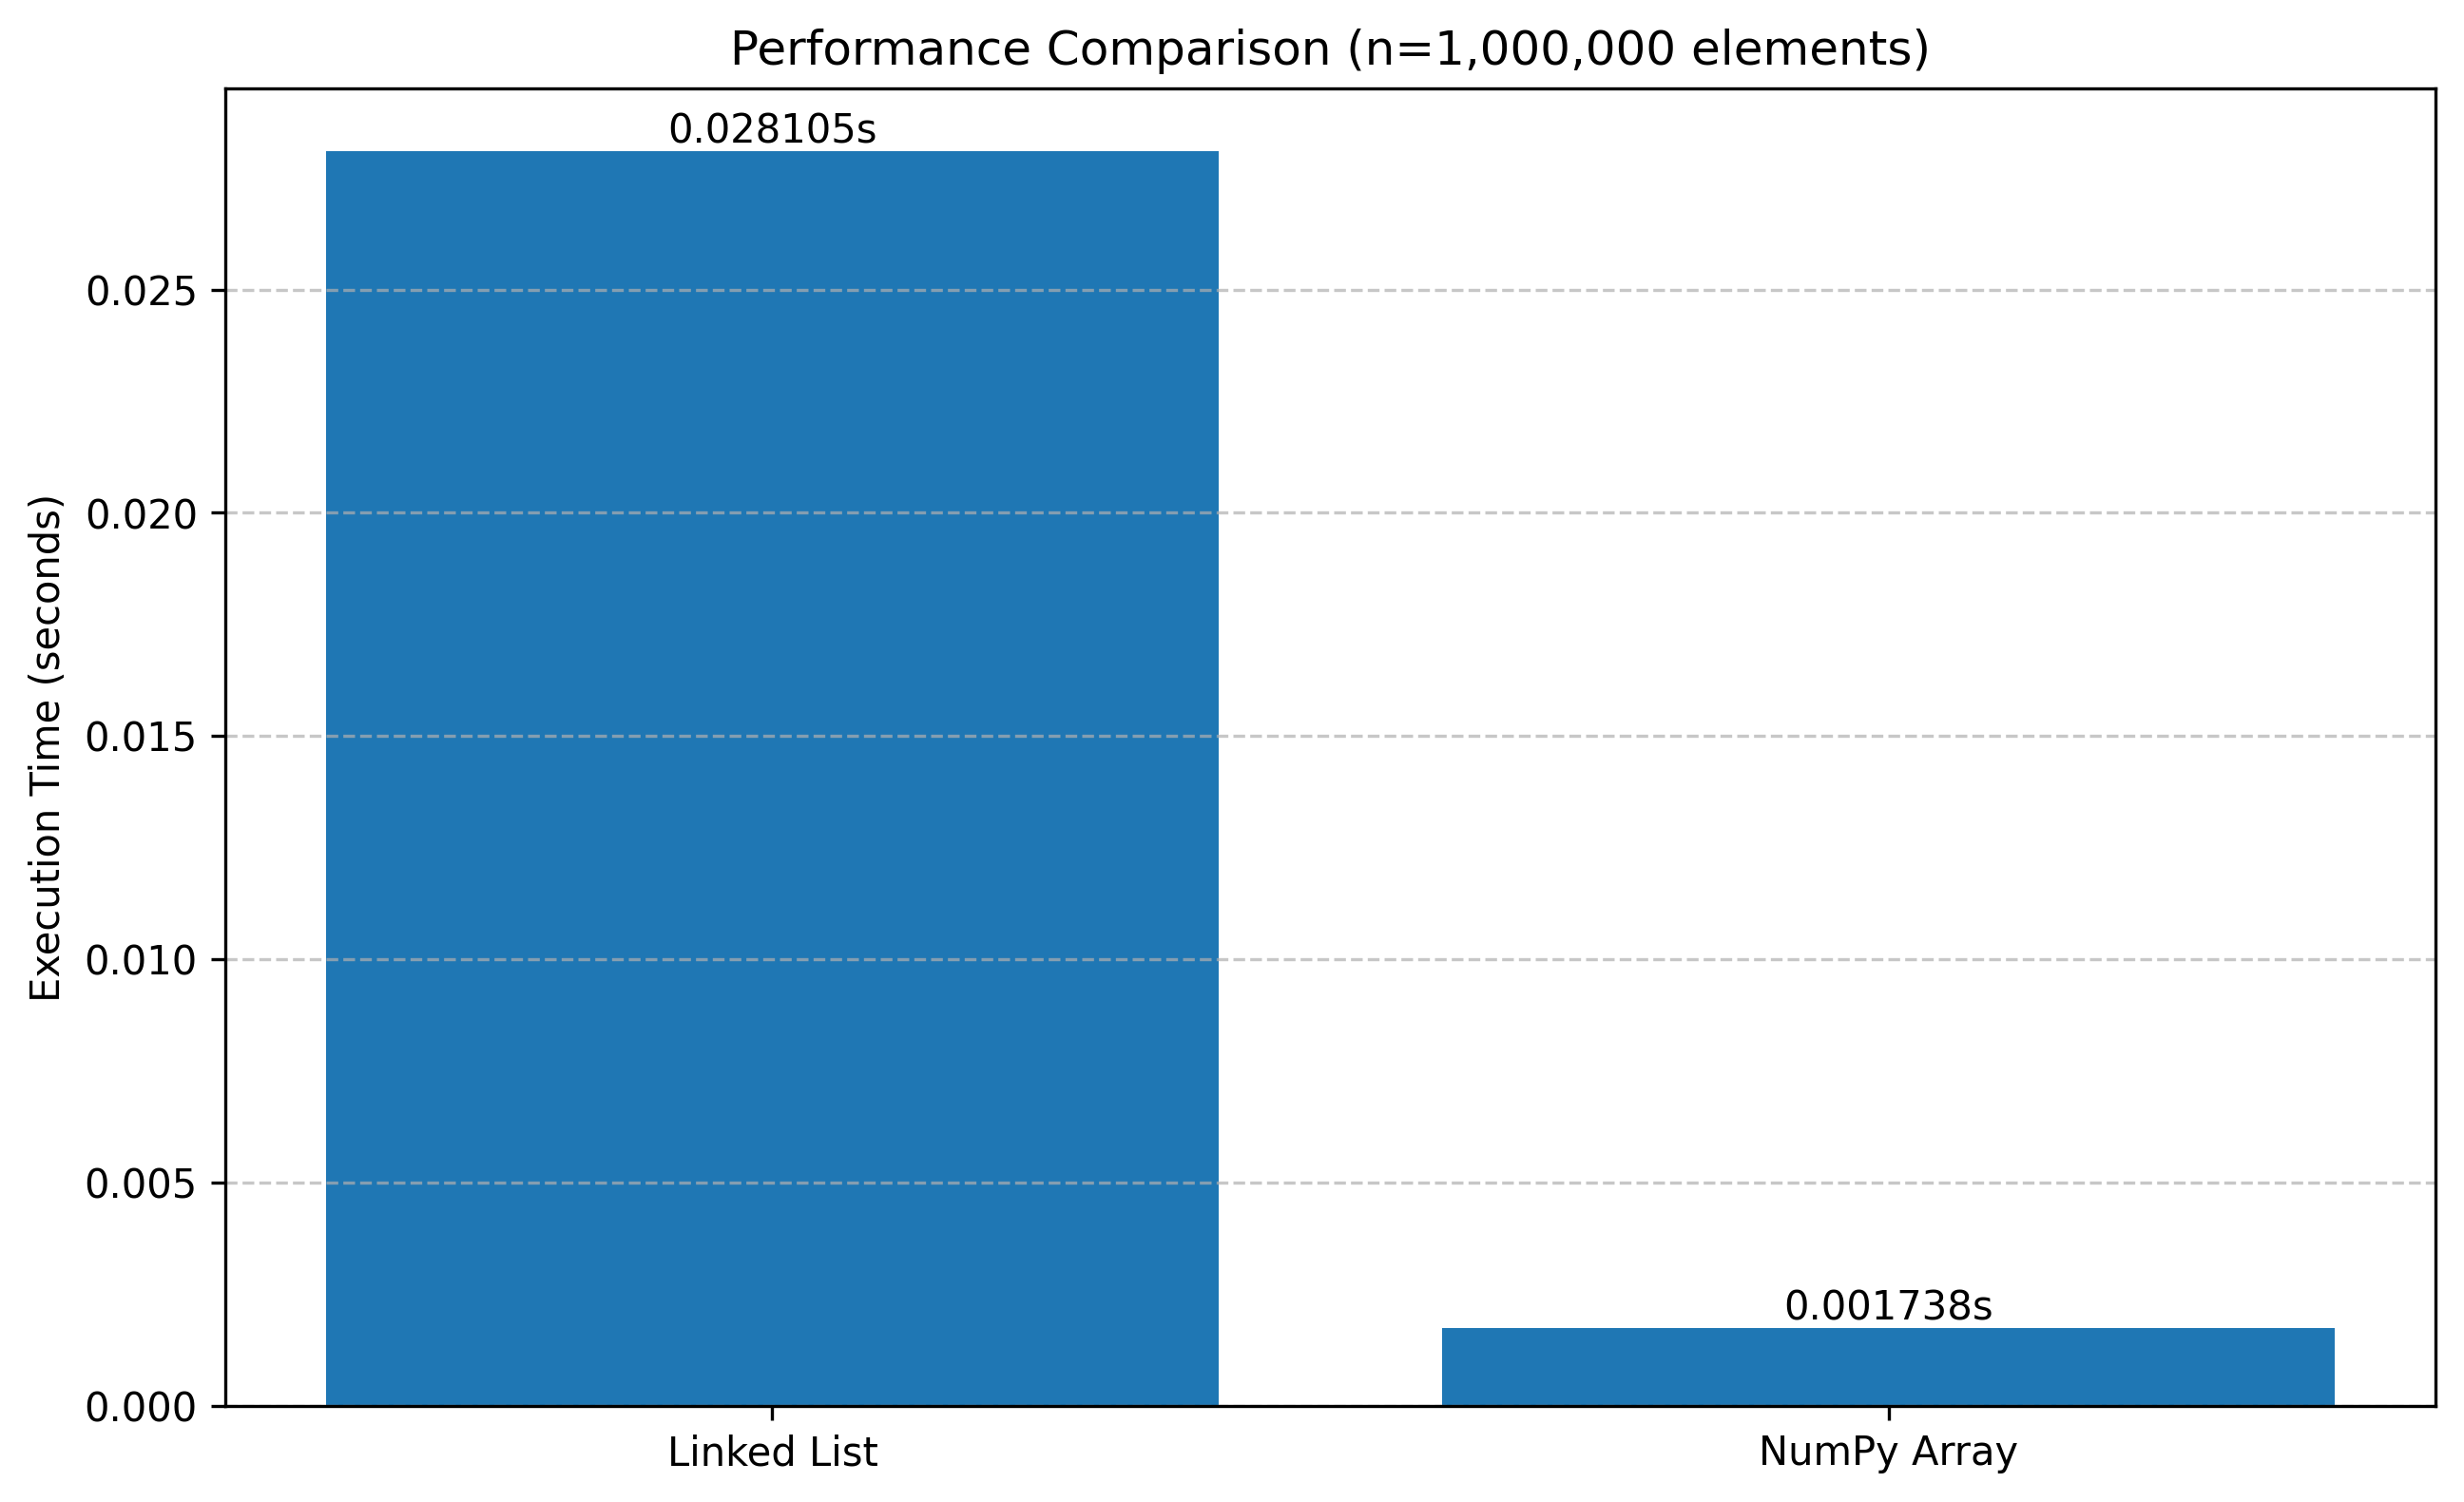 Performance Comparison (n=1,000,000 elements)
Execution Time (seconds)
0.025
0.020
0.015
0.010
0.005
0.000
0.028105s
0.001738s
Linked List
NumPy Array